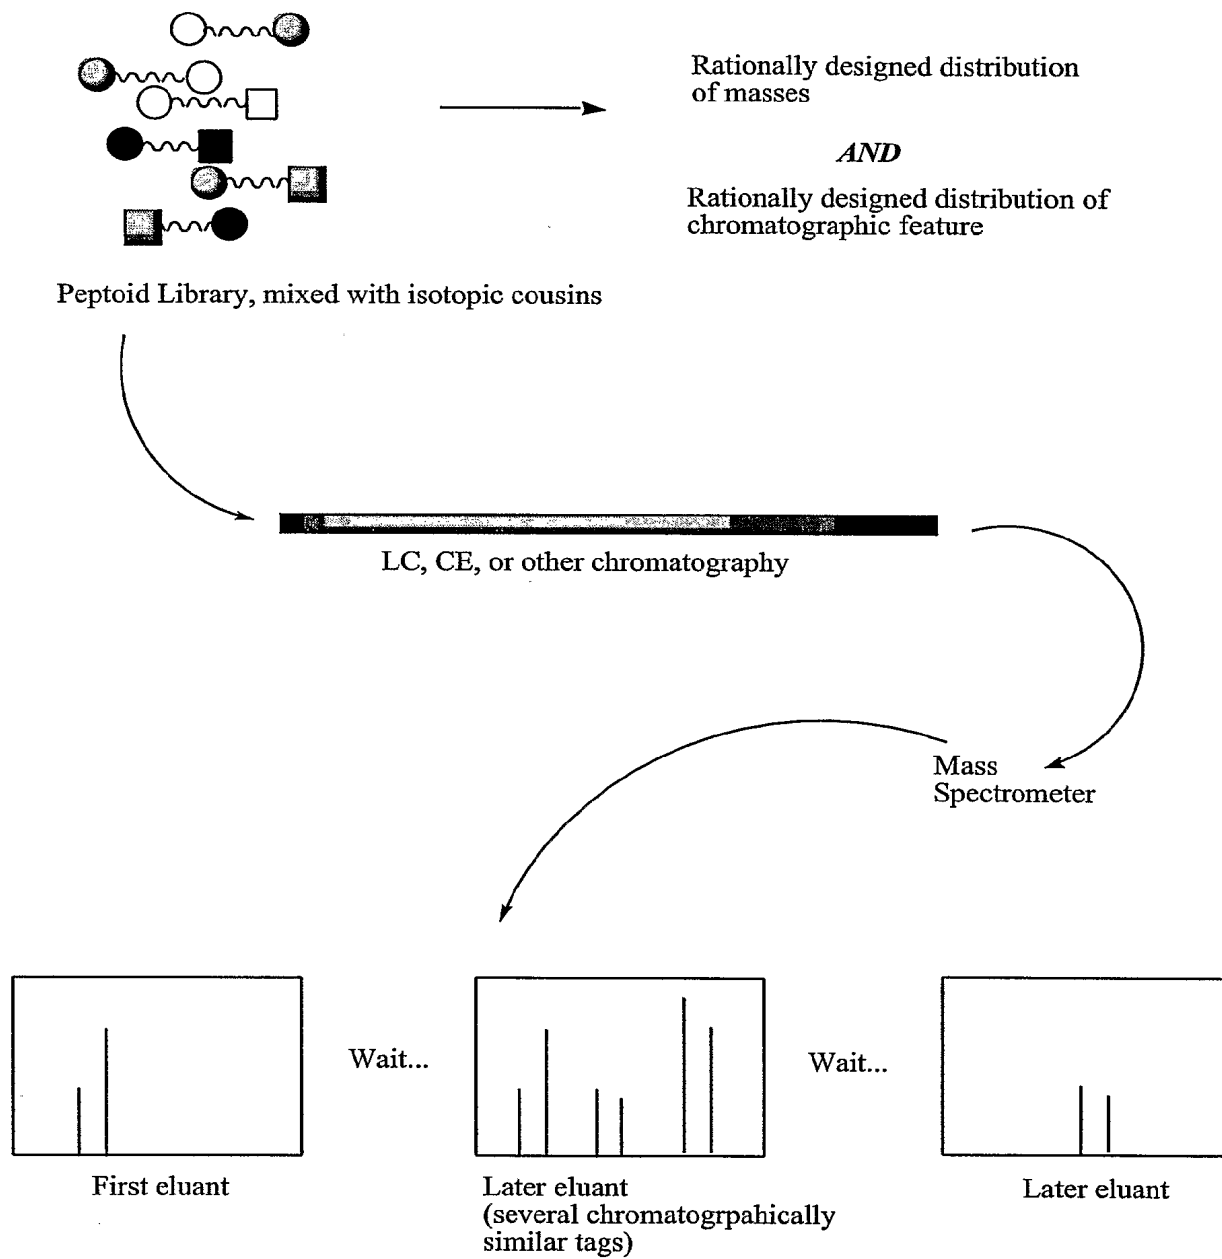 Rationally designed distribution
of masses
AND
Rationally designed distribution of
chromatographic feature
Peptoid Library, mixed with isotopic cousins
LC, CE, or other chromatography
Mass
Spectrometer
Wait...
Wait...
First eluant
Later eluant
(several chromatogrpahically
similar tags)
Later eluant